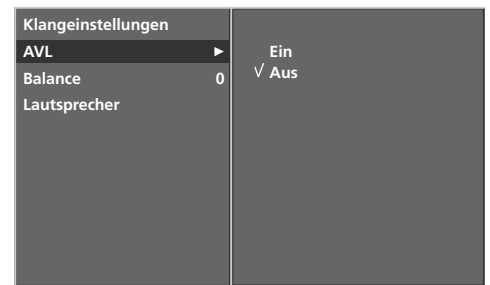 Klangeinstellungen
AVL ►
Balance 0
Lautsprecher
Ein
√ Aus